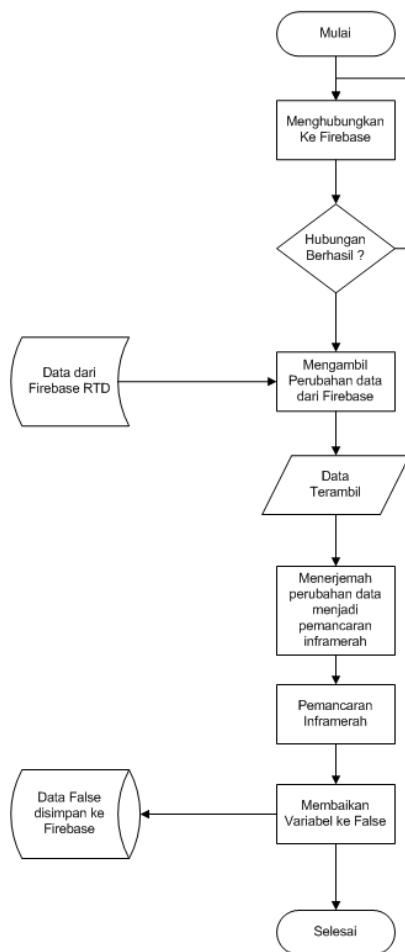 Mulai
Menghubungkan
Ke Firebase
Hubungan
Berhasil ?
Data dari
Firebase RTD
Mengambil
Perubahan data
dari Firebase
Data
Terambil
Menerjemah
perubahan data
menjadi
pemancaran
inframerah
Pemancaran
Inframerah
Data False
disimpan ke
Firebase
Membaikan
Variabel ke False
Selesai